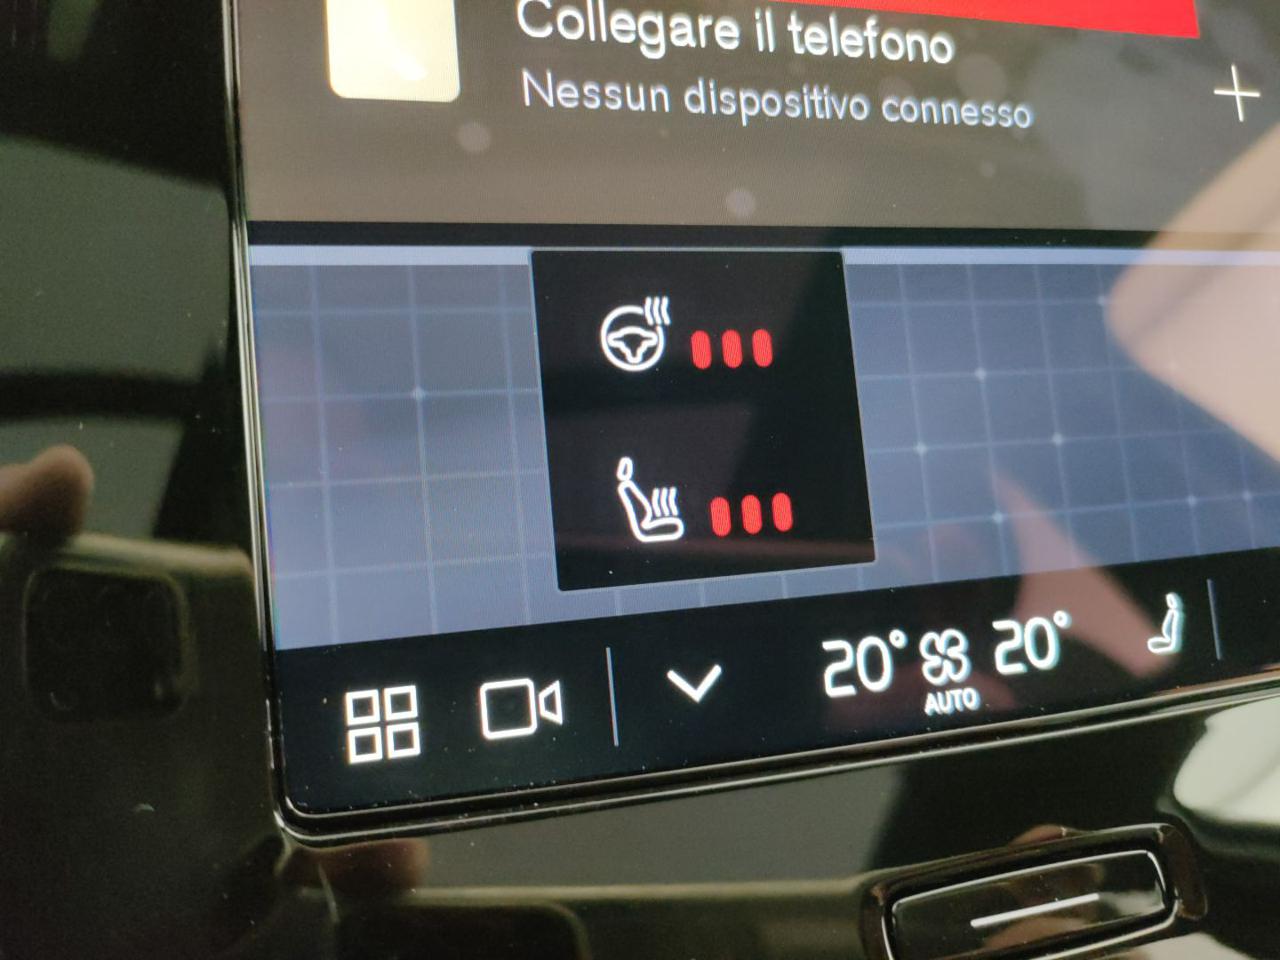 Collegare il telefono
Nessun dispositivo connesso
20° 20°
AUTO